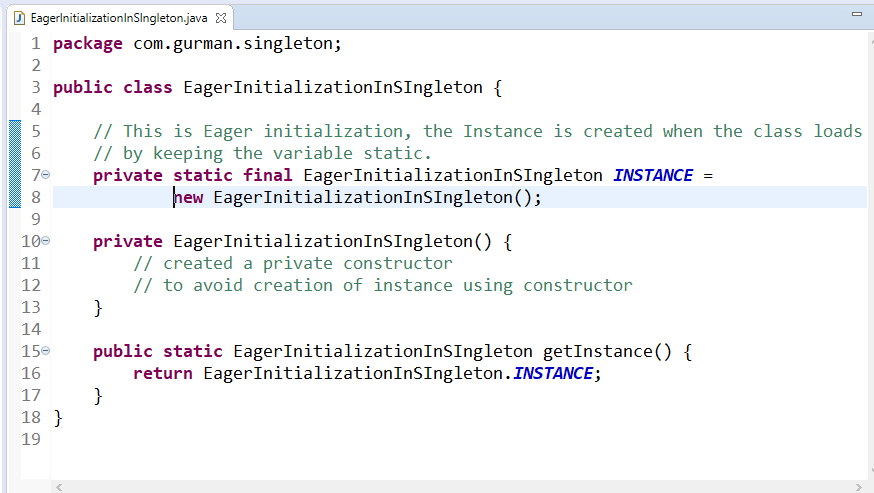 EagerInitializationInSIngleton.java
1 package com.gurman.singleton;
2
3 public class EagerInitializationInSIngleton {
4
5     // This is Eager initialization, the Instance is created when the class loads
6     // by keeping the variable static.
7     private static final EagerInitializationInSIngleton INSTANCE =
8             new EagerInitializationInSIngleton();
9
10     private EagerInitializationInSIngleton() {
11         // created a private constructor
12         // to avoid creation of instance using constructor
13     }
14
15     public static EagerInitializationInSIngleton getInstance() {
16         return EagerInitializationInSIngleton.INSTANCE;
17     }
18 }
19